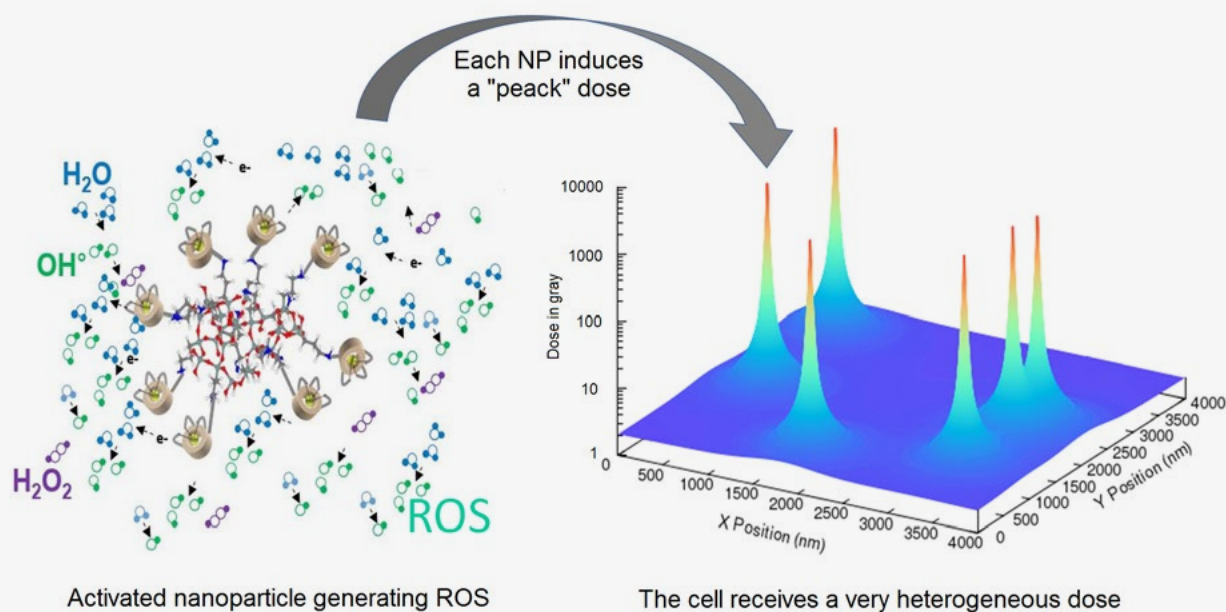 Each NP induces
a "peack" dose
H₂O
e-
e-
OH°
e-
e-
H₂O₂
ROS
Activated nanoparticle generating ROS
Dose in gray
10000
1000
100
10
1
0
500
1000
1500
2000
2500
3000
3500
4000
X Position (nm)
0
500
1000
1500
2000
2500
3000
3500
4000
Y Position (nm)
The cell receives a very heterogeneous dose